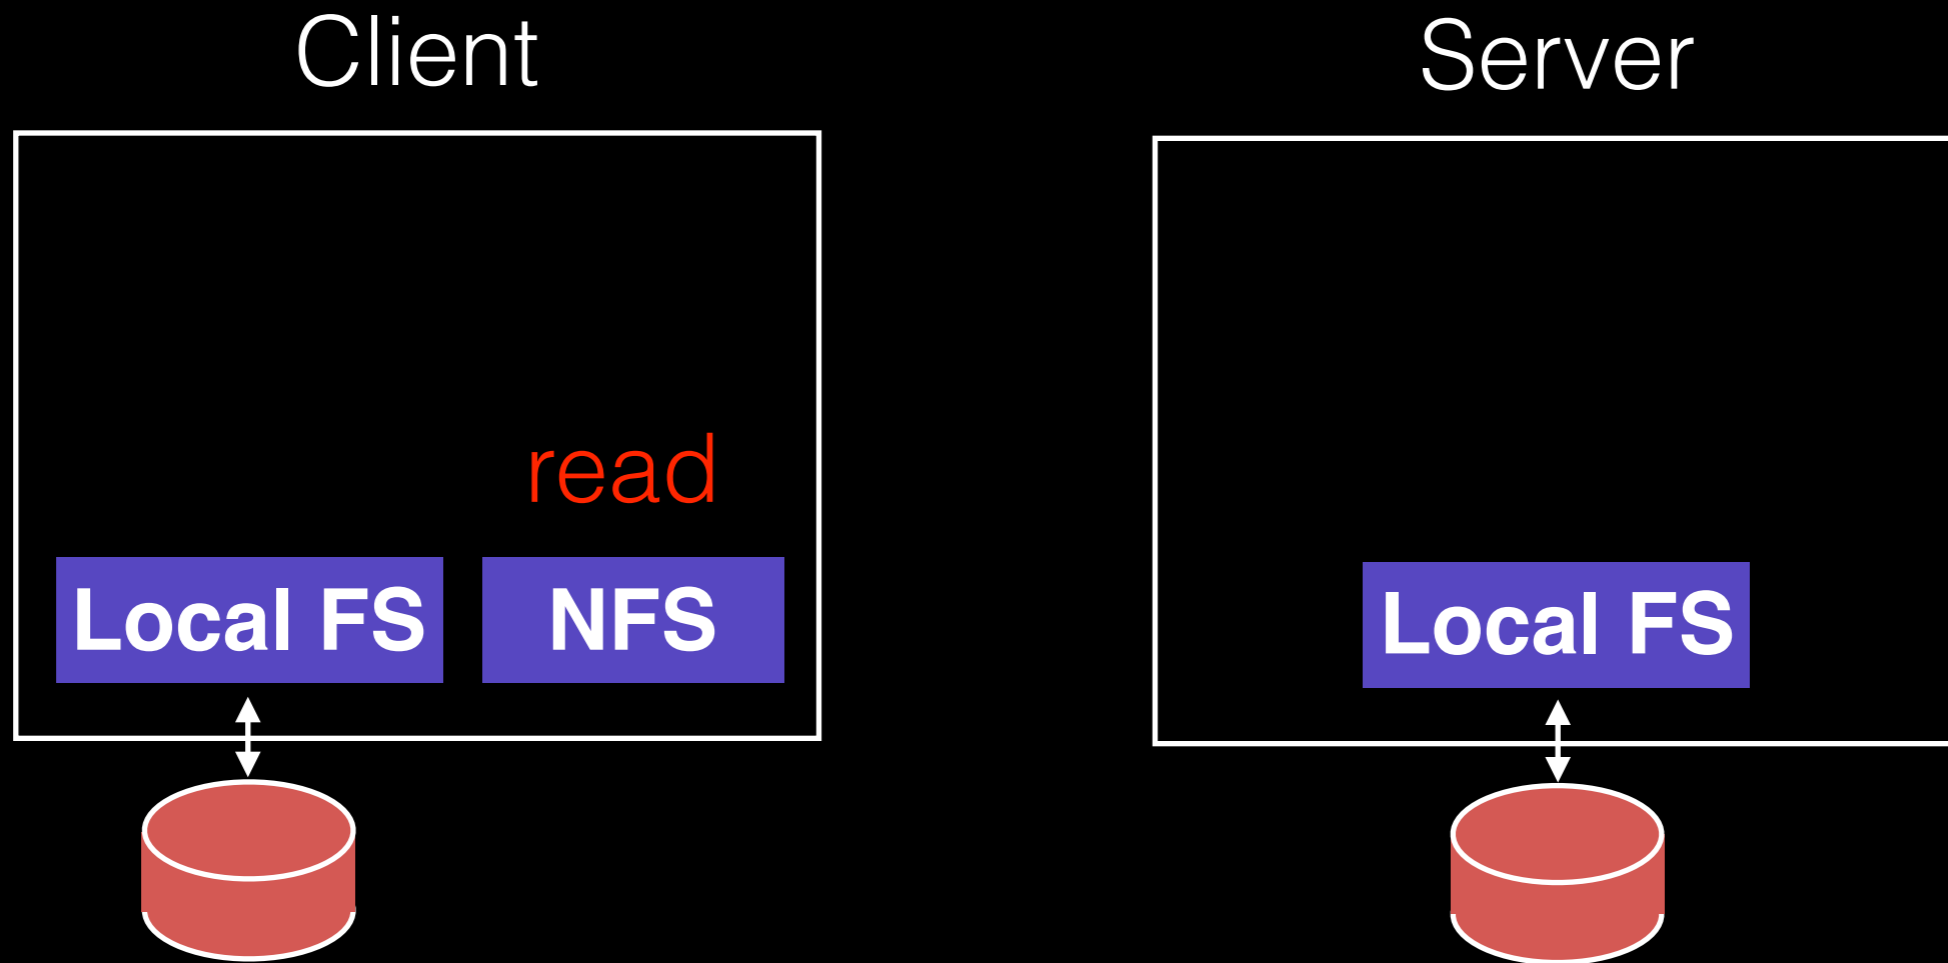 Client
Server
read
Local FS
NFS
Local FS